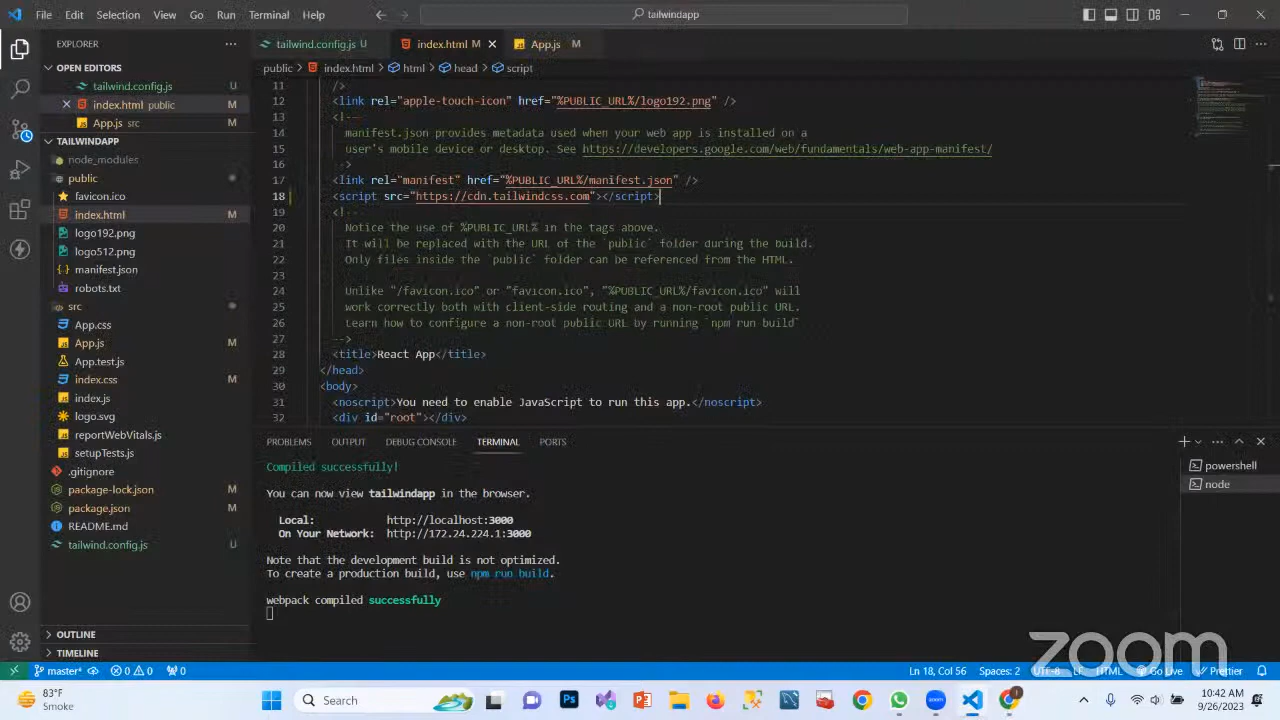 File Edit Selection View Go Run Terminal Help
tailwindapp
EXPLORER
OPEN EDITORS
tailwind.config.js U
index.html public M
App.js src M
TAILWINDAPP
node_modules
public
favicon.ico
index.html M
logo192.png
logo512.png
manifest.json
robots.txt
src
App.css
App.js M
App.test.js
index.css M
index.js
logo.svg
reportWebVitals.js
setupTests.js
.gitignore
package-lock.json M
package.json M
README.md
tailwind.config.js U
OUTLINE
TIMELINE
tailwind.config.js U index.html M App.js M
public > index.html > html > head > script
11 />
12 <link rel="apple-touch-icon" href="%PUBLIC_URL%/logo192.png" />
13 <!--
14 manifest.json provides metadata used when your web app is installed on a
15 user's mobile device or desktop. See https://developers.google.com/web/fundamentals/web-app-manifest/
16 -->
17 <link rel="manifest" href="%PUBLIC_URL%/manifest.json" />
18 <script src="https://cdn.tailwindcss.com"></script>
19 <!--
20 Notice the use of %PUBLIC_URL% in the tags above.
21 It will be replaced with the URL of the `public` folder during the build.
22 Only files inside the `public` folder can be referenced from the HTML.
23
24 Unlike "/favicon.ico" or "favicon.ico", "%PUBLIC_URL%/favicon.ico" will
25 work correctly both with client-side routing and a non-root public URL.
26 Learn how to configure a non-root public URL by running `npm run build`
27 -->
28 <title>React App</title>
29 </head>
30 <body>
31 <noscript>You need to enable JavaScript to run this app.</noscript>
32 <div id="root"></div>
PROBLEMS OUTPUT DEBUG CONSOLE TERMINAL PORTS
Compiled successfully!
You can now view tailwindapp in the browser.
Local: http://localhost:3000
On Your Network: http://172.24.224.1:3000
Note that the development build is not optimized.
To create a production build, use npm run build.
webpack compiled successfully
powershell
node
zoom
master* 0 0 0 Ln 18, Col 56 Spaces: 2 UTF-8 LF HTML Go Live Prettier
83°F
Smoke
Search
Ps
1
10:42 AM
9/26/2023